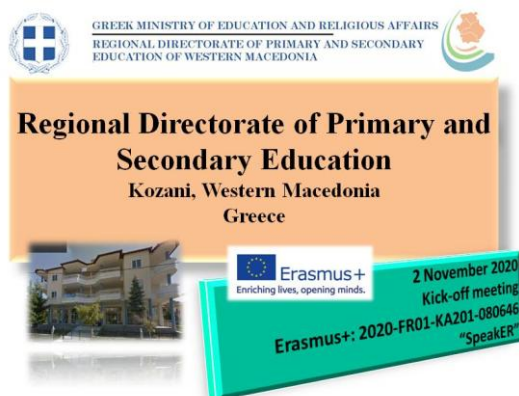 GREEK MINISTRY OF EDUCATION AND RELIGIOUS AFFAIRS
REGIONAL DIRECTORATE OF PRIMARY AND SECONDARY
EDUCATION OF WESTERN MACEDONIA
Regional Directorate of Primary and
Secondary Education
Kozani, Western Macedonia
Greece
Erasmus+
Enriching lives, opening minds.
2 November 2020
Kick-off meeting
Erasmus+: 2020-FR01-KA201-080646
"SpeakER"